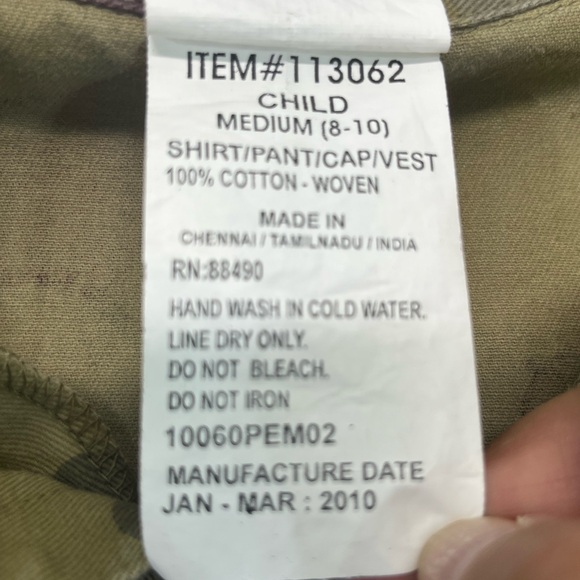 ITEM#113062
CHILD
MEDIUM (8-10)
SHIRT/PANT/CAP/VEST
100% COTTON - WOVEN
MADE IN
CHENNAI / TAMILNADU / INDIA
RN:88490
HAND WASH IN COLD WATER.
LINE DRY ONLY.
DO NOT BLEACH.
DO NOT IRON
10060PEM02
MANUFACTURE DATE
JAN - MAR : 2010